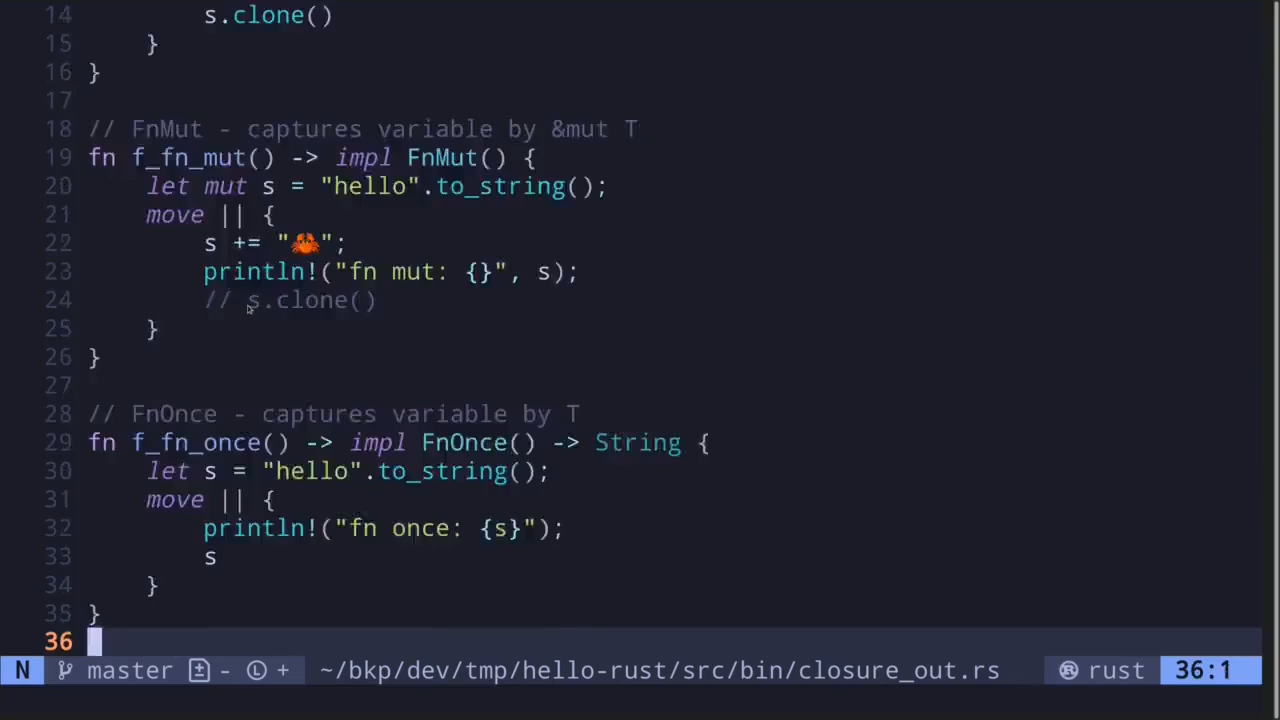 14         s.clone()
15     }
16 }
17
18 // FnMut - captures variable by &mut T
19 fn f_fn_mut() -> impl FnMut() {
20     let mut s = "hello".to_string();
21     move || {
22         s += "🦀";
23         println!("fn mut: {}", s);
24         // s.clone()
25     }
26 }
27
28 // FnOnce - captures variable by T
29 fn f_fn_once() -> impl FnOnce() -> String {
30     let s = "hello".to_string();
31     move || {
32         println!("fn once: {s}");
33         s
34     }
35 }
36
N master - L + ~/bkp/dev/tmp/hello-rust/src/bin/closure_out.rs rust 36:1